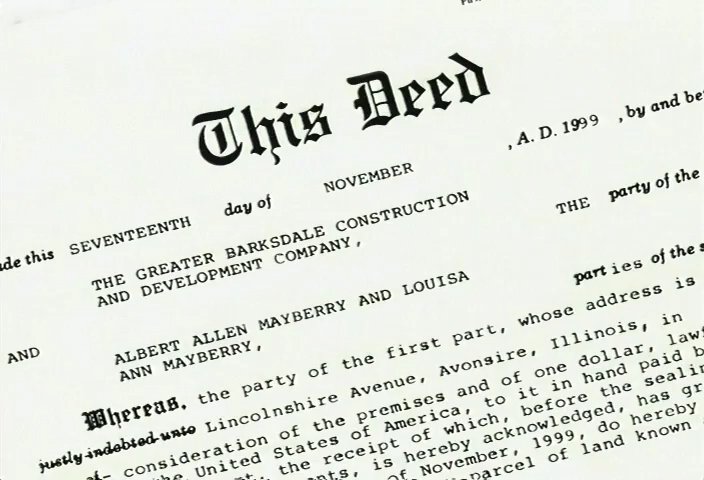 This Deed
this SEVENTEENTH day of NOVEMBER , A. D. 1999 , by and
THE GREATER BARKSDALE CONSTRUCTION THE party of the
AND DEVELOPMENT COMPANY,
AND ALBERT ALLEN MAYBERRY AND LOUISA parties of the
ANN MAYBERRY,
Whereas, the party of the first part, whose address is
justly indebted unto Lincolnshire Avenue, Avonsire, Illinois, in
consideration of the premises and of one dollar,
the United States of America, to it in hand paid
the receipt of which, before the
is hereby acknowledged, has
of November, 1999, do hereby
parcel of land known